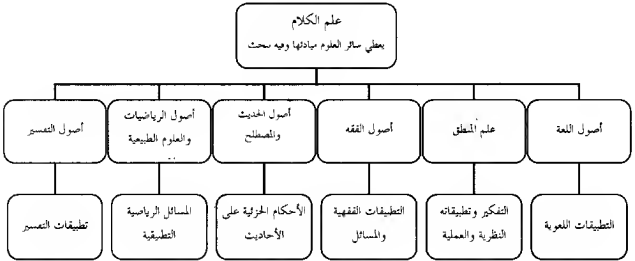 علم الكلام
يعطي سائر العلوم مبادئها وفيه بحث
أصول اللغة
علم المنطق
أصول الفقه
أصول الحديث
والمصطلح
أصول الرياضيات
والعلوم الطبيعية
أصول التفسير
التطبيقات اللغوية
التفكير وتطبيقاته
النظرية والعملية
التطبيقات الفقهية
والمسائل
الأحكام الجزئية على
الأحاديث
المسائل الرياضية
التطبيقية
تطبيقات التفسير